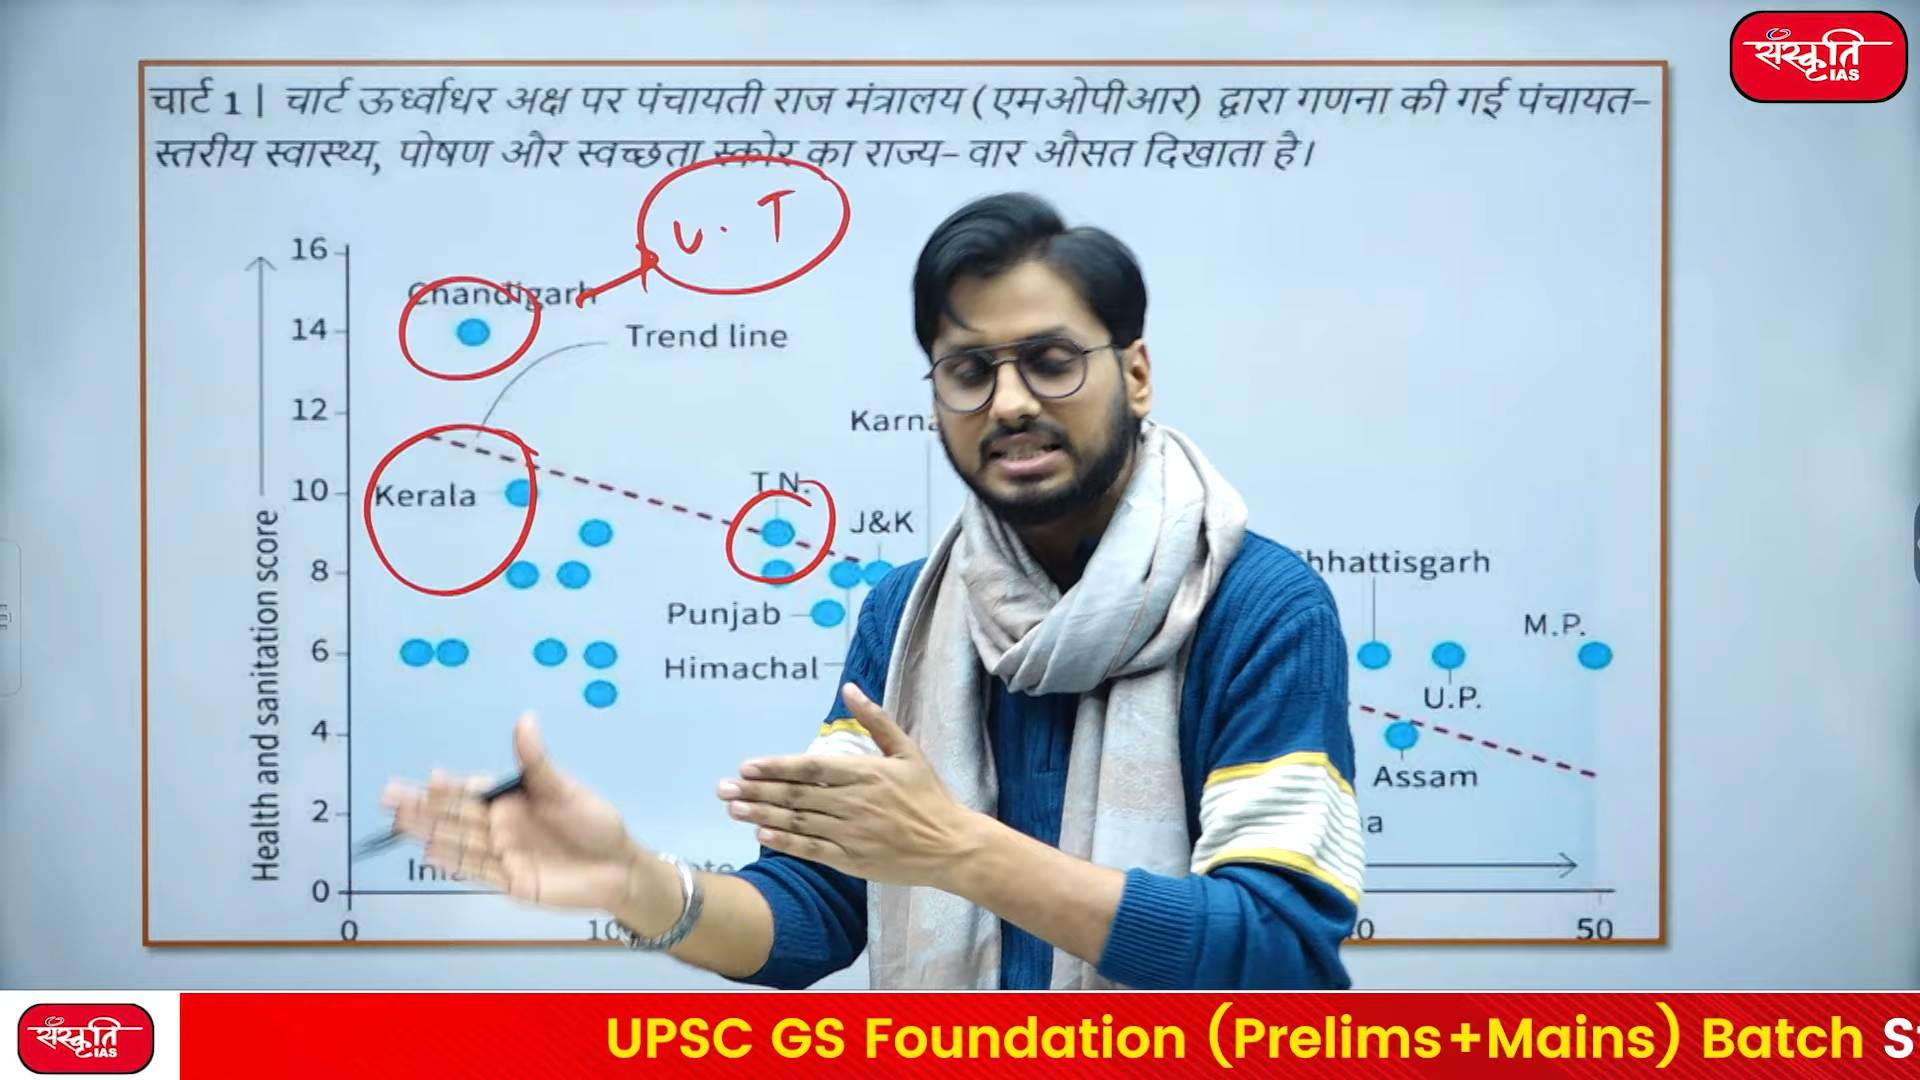 संस्कृति
IAS
चार्ट 1। चार्ट ऊर्ध्वाधर अक्ष पर पंचायती राज मंत्रालय (एमओपीआर) द्वारा गणना की गई पंचायत-
स्तरीय स्वास्थ्य, पोषण और स्वच्छता स्कोर का राज्य- वार औसत दिखाता है।
U.T
16
Chandigarh
14
Trend line
12
T.N.
10
Kerala
J&K
8
Punjab
M.P.
6
Himachal
U.P.
4
Assam
2
0
Health and sanitation score
0
50
संस्कृति
IAS
UPSC GS Foundation (Prelims+Mains) Batch